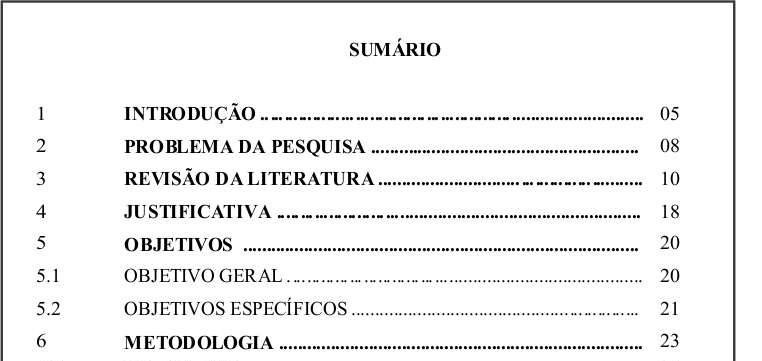 SUMÁRIO
1 INTRODUÇÃO ........................................................................ 05
2 PROBLEMA DA PESQUISA ........................................................ 08
3 REVISÃO DA LITERATURA ....................................................... 10
4 JUSTIFICATIVA ........................................................................ 18
5 OBJETIVOS ............................................................................. 20
5.1 OBJETIVO GERAL ........................................................................ 20
5.2 OBJETIVOS ESPECÍFICOS ............................................................ 21
6 METODOLOGIA ........................................................................ 23